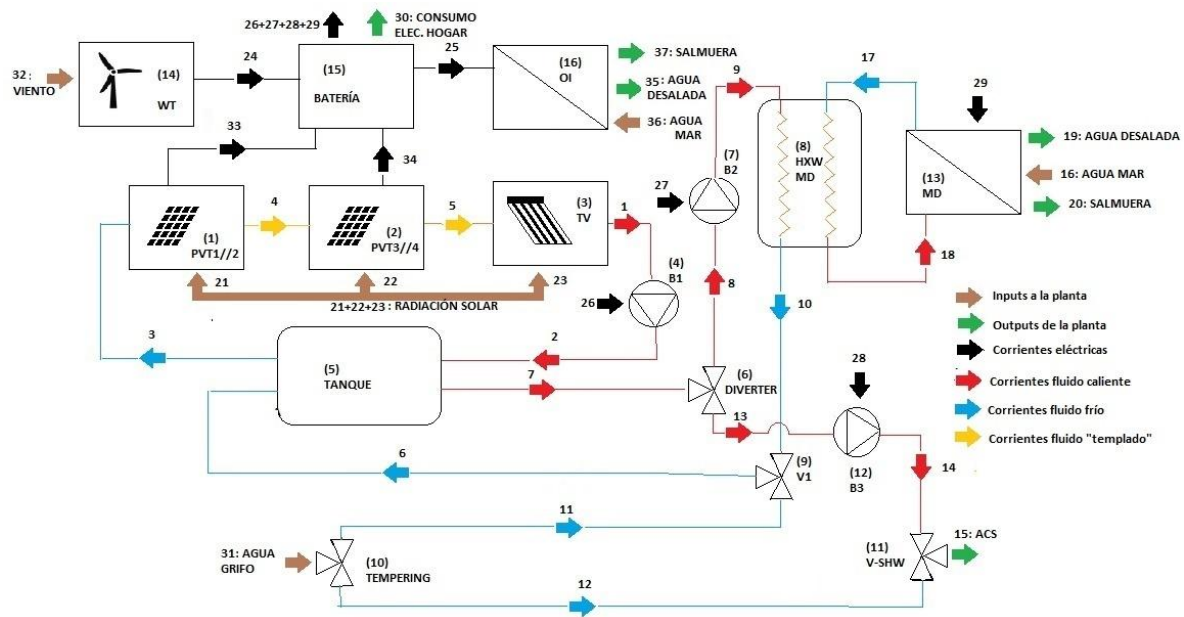 26+27+28+29
30: CONSUMO
ELEC. HOGAR
32:
VIENTO
(14)
WT
24
(15)
BATERÍA
25
(16)
OI
37: SALMUERA
35: AGUA
DESALADA
36: AGUA
MAR
33
34
9
17
29
(7)
B2
27
(8)
HXW
MD
(13)
MD
19: AGUA DESALADA
16: AGUA MAR
20: SALMUERA
18
(1)
PVT1//2
4
(2)
PVT3//4
5
(3)
TV
1
21
22
23
21+22+23: RADIACIÓN SOLAR
26
(4)
B1
8
10
3
2
(5)
TANQUE
7
(6)
DIVERTER
13
28
(12)
B3
14
6
(9)
V1
11
31: AGUA
GRIFO
(10)
TEMPERING
12
15: ACS
(11)
V-SHW
Inputs a la planta
Outputs de la planta
Corrientes eléctricas
Corrientes fluido caliente
Corrientes fluido frío
Corrientes fluido "templado"